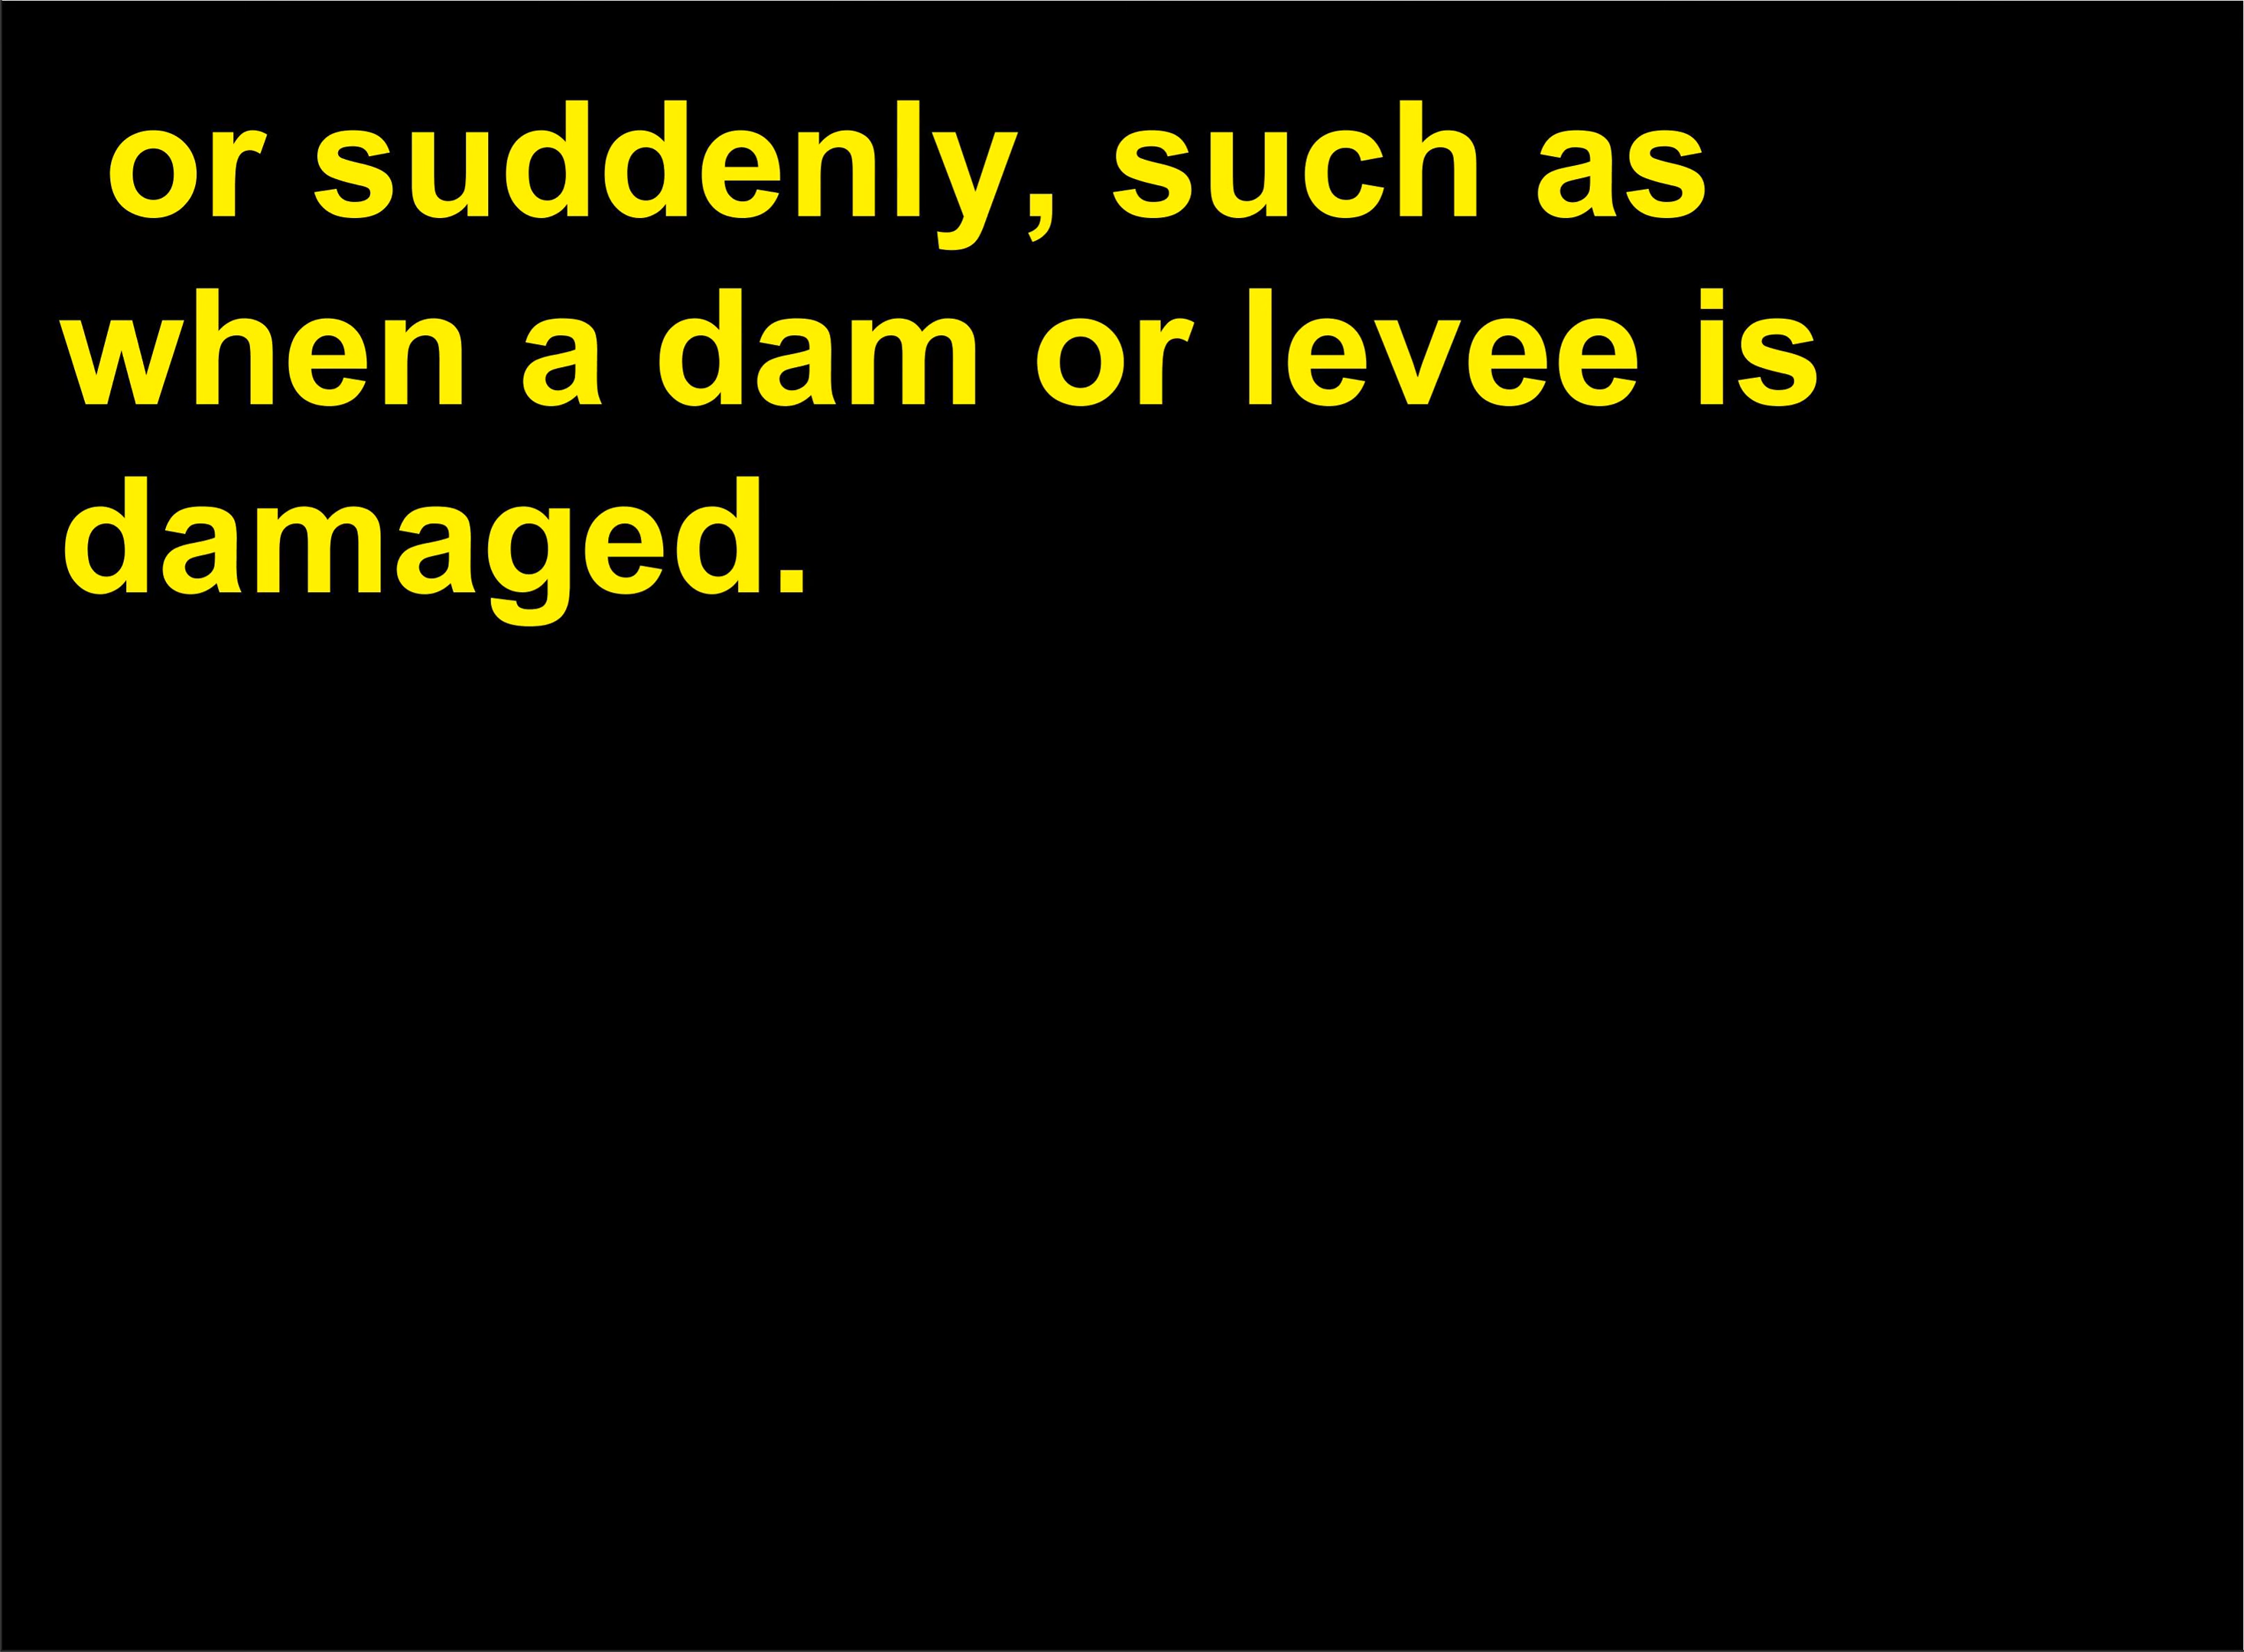 or suddenly, such as
when a dam or levee is
damaged.